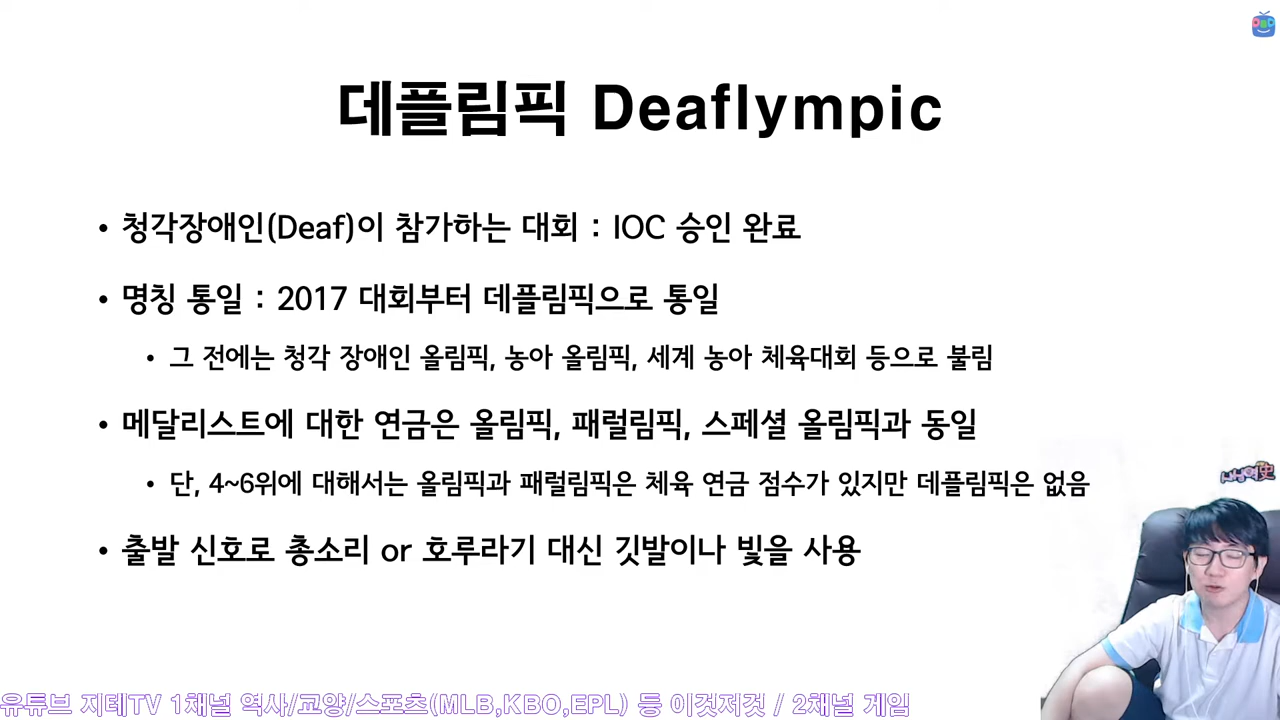 데플림픽 Deaflympic
• 청각장애인(Deaf)이 참가하는 대회 : IOC 승인 완료
• 명칭 통일 : 2017 대회부터 데플림픽으로 통일
• 그 전에는 청각 장애인 올림픽, 농아 올림픽, 세계 농아 체육대회 등으로 불림
• 메달리스트에 대한 연금은 올림픽, 패럴림픽, 스페셜 올림픽과 동일
• 단, 4~6위에 대해서는 올림픽과 패럴림픽은 체육 연금 점수가 있지만 데플림픽은 없음
• 출발 신호로 총소리 or 호루라기 대신 깃발이나 빛을 사용
유튜브 지테TV 1채널 역사/교양/스포츠(MLB,KBO,EPL) 등 이것저것 / 2채널 게임